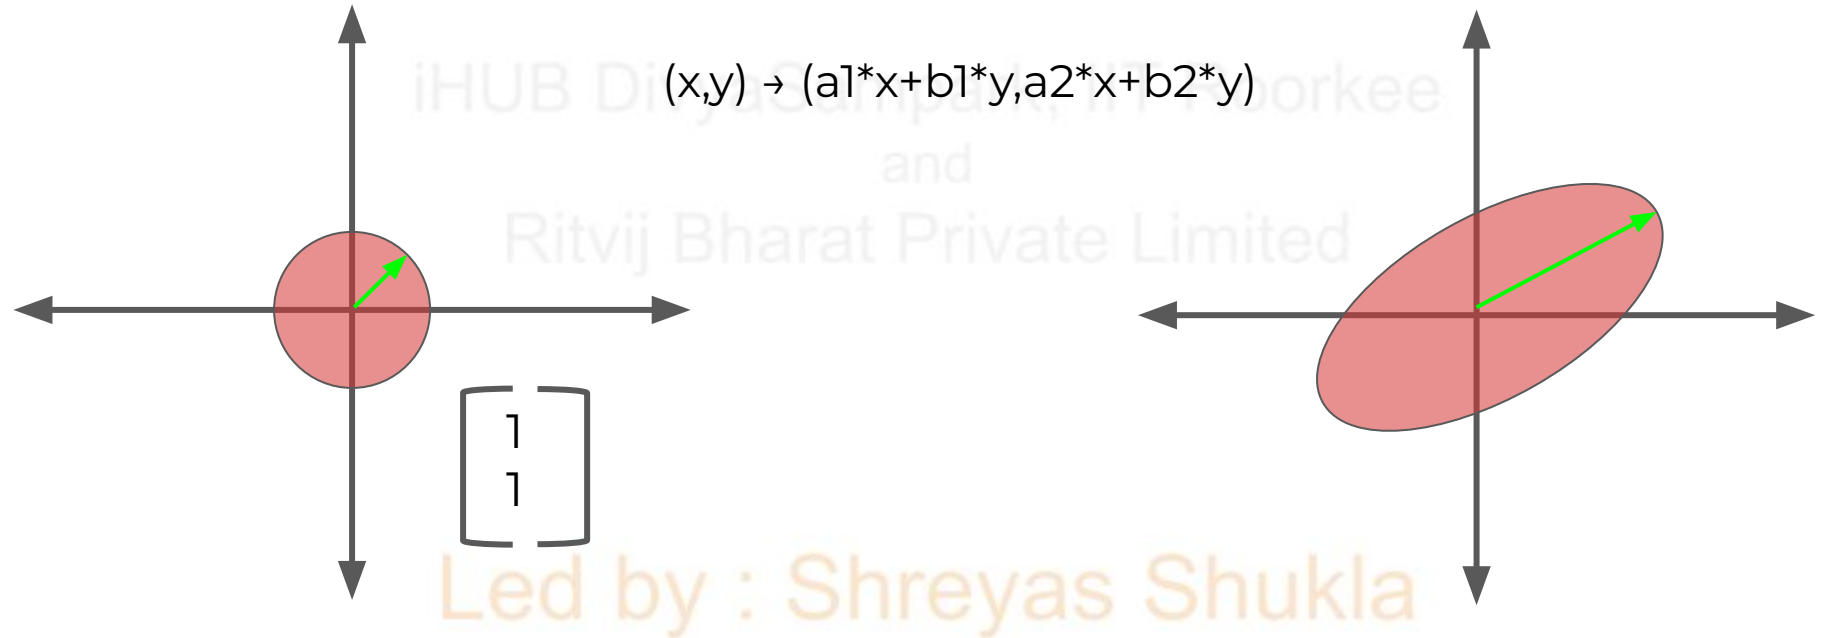 (x,y) → (a1*x+b1*y,a2*x+b2*y)
iHUB DivyaSampark, IIT Roorkee
and
Ritvij Bharat Private Limited
1
1
Led by : Shreyas Shukla